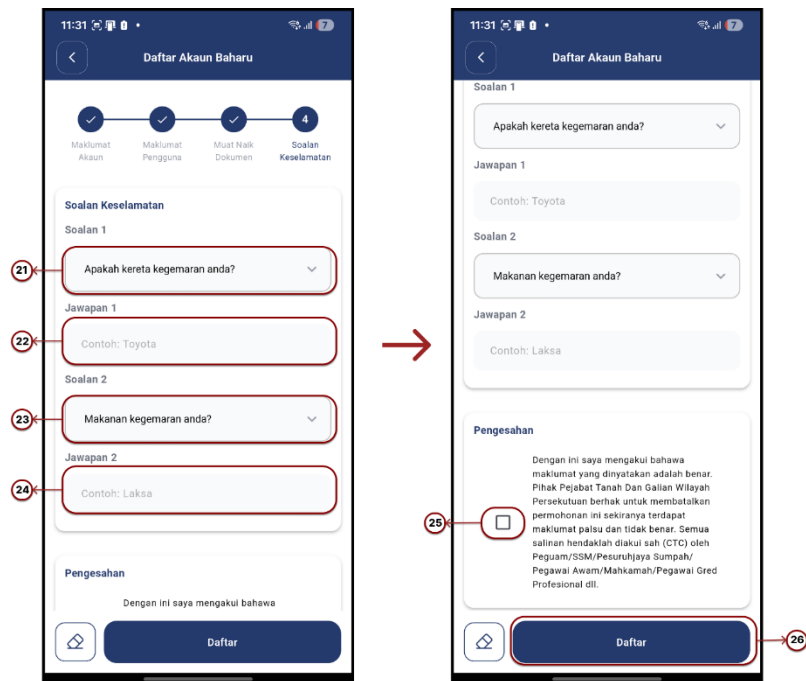 11:31
7
Daftar Akaun Baharu
4
Maklumat
Akaun
Maklumat
Pengguna
Muat Naik
Dokumen
Soalan
Keselamatan
Soalan Keselamatan
Soalan 1
21
Apakah kereta kegemaran anda?
Jawapan 1
22
Contoh: Toyota
Soalan 2
23
Makanan kegemaran anda?
Jawapan 2
24
Contoh: Laksa
Pengesahan
Dengan ini saya mengakui bahawa
Daftar
11:31
7
Daftar Akaun Baharu
Soalan 1
Apakah kereta kegemaran anda?
Jawapan 1
Contoh: Toyota
Soalan 2
Makanan kegemaran anda?
Jawapan 2
Contoh: Laksa
Pengesahan
25
Dengan ini saya mengakui bahawa
maklumat yang dinyatakan adalah benar.
Pihak Pejabat Tanah Dan Galian Wilayah
Persekutuan berhak untuk membatalkan
permohonan ini sekiranya terdapat
maklumat palsu dan tidak benar. Semua
salinan hendaklah diakui sah (CTC) oleh
Peguam/SSM/Pesuruhjaya Sumpah/
Pegawai Awam/Mahkamah/Pegawai Gred
Profesional dll.
Daftar
26